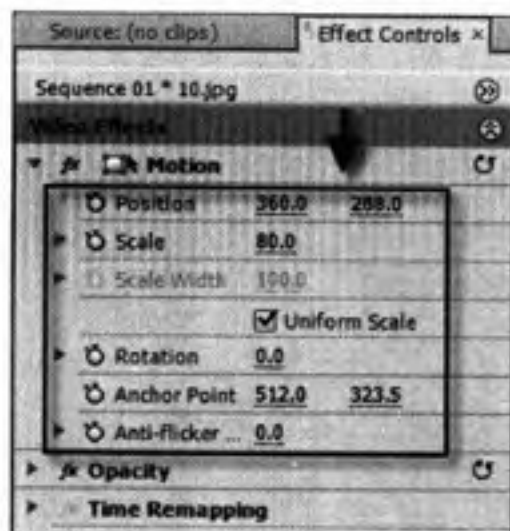 Source: (no clips) Effect Controls ×
Sequence 01 * 10.jpg
Video Effects
fx Motion
Position 360.0 288.0
Scale 80.0
Scale Width 100.0
Uniform Scale
Rotation 0.0
Anchor Point 512.0 323.5
Anti-flicker ... 0.0
fx Opacity
Time Remapping